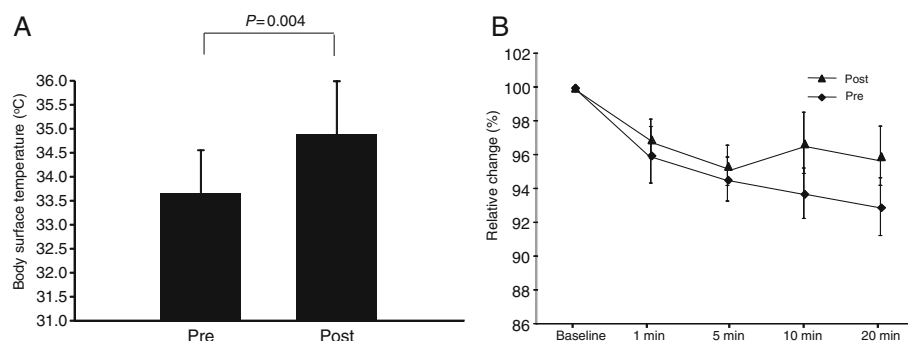 A
P=0.004
Body surface temperature (ºC)
36.0
35.5
35.0
34.5
34.0
33.5
33.0
32.5
32.0
31.5
31.0
Pre
Post
B
Relative change (%)
102
100
98
96
94
92
90
88
86
Post
Pre
Baseline
1 min
5 min
10 min
20 min